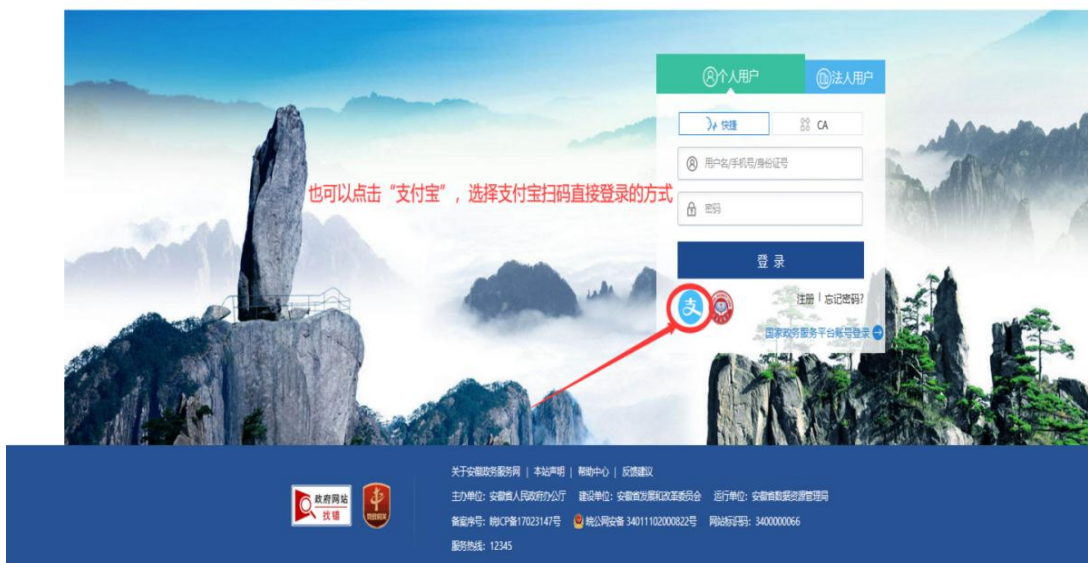 个人用户
法人用户
快捷
CA
用户名/手机号/身份证号
也可以点击“支付宝”，选择支付宝扫码直接登录的方式
密码
登 录
支
注册 | 忘记密码?
国家政务服务平台账号登录
关于安徽政务服务网 | 本站声明 | 帮助中心 | 反馈建议
政府网站
找错
主办单位：安徽省人民政府办公厅 建设单位：安徽省发展和改革委员会 运行单位：安徽省数据资源管理局
备案序号：皖ICP备17023147号 皖公网安备 34011102000822号 网站标识码：3400000066
服务热线：12345